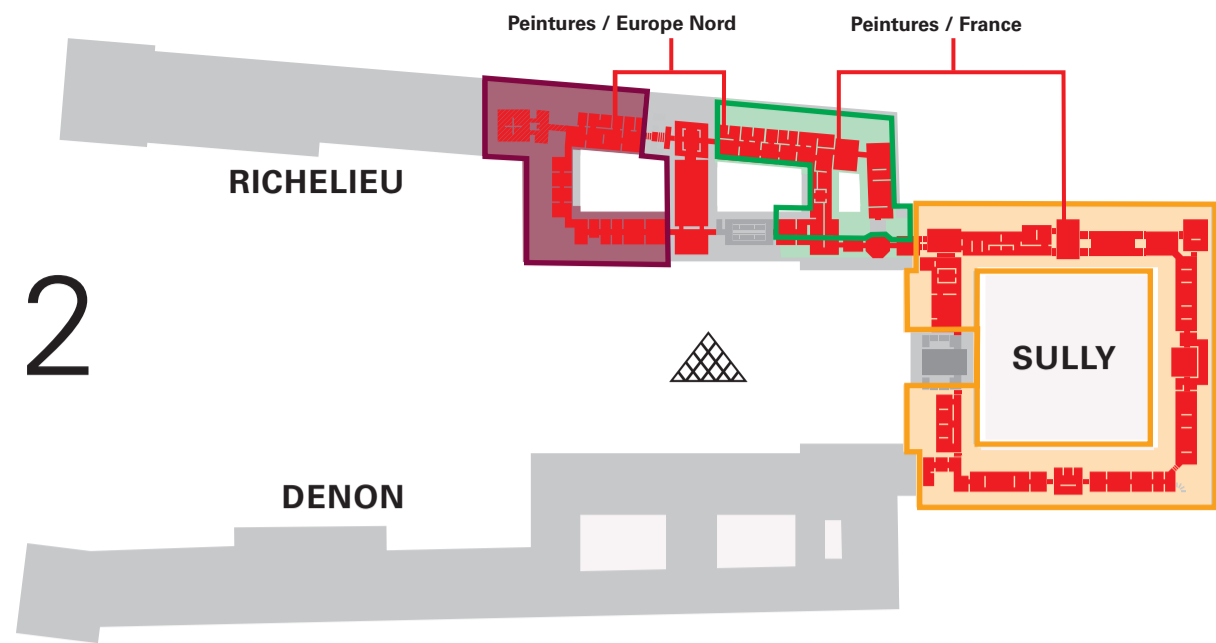 Peintures / Europe Nord
Peintures / France
RICHELIEU
2
SULLY
DENON